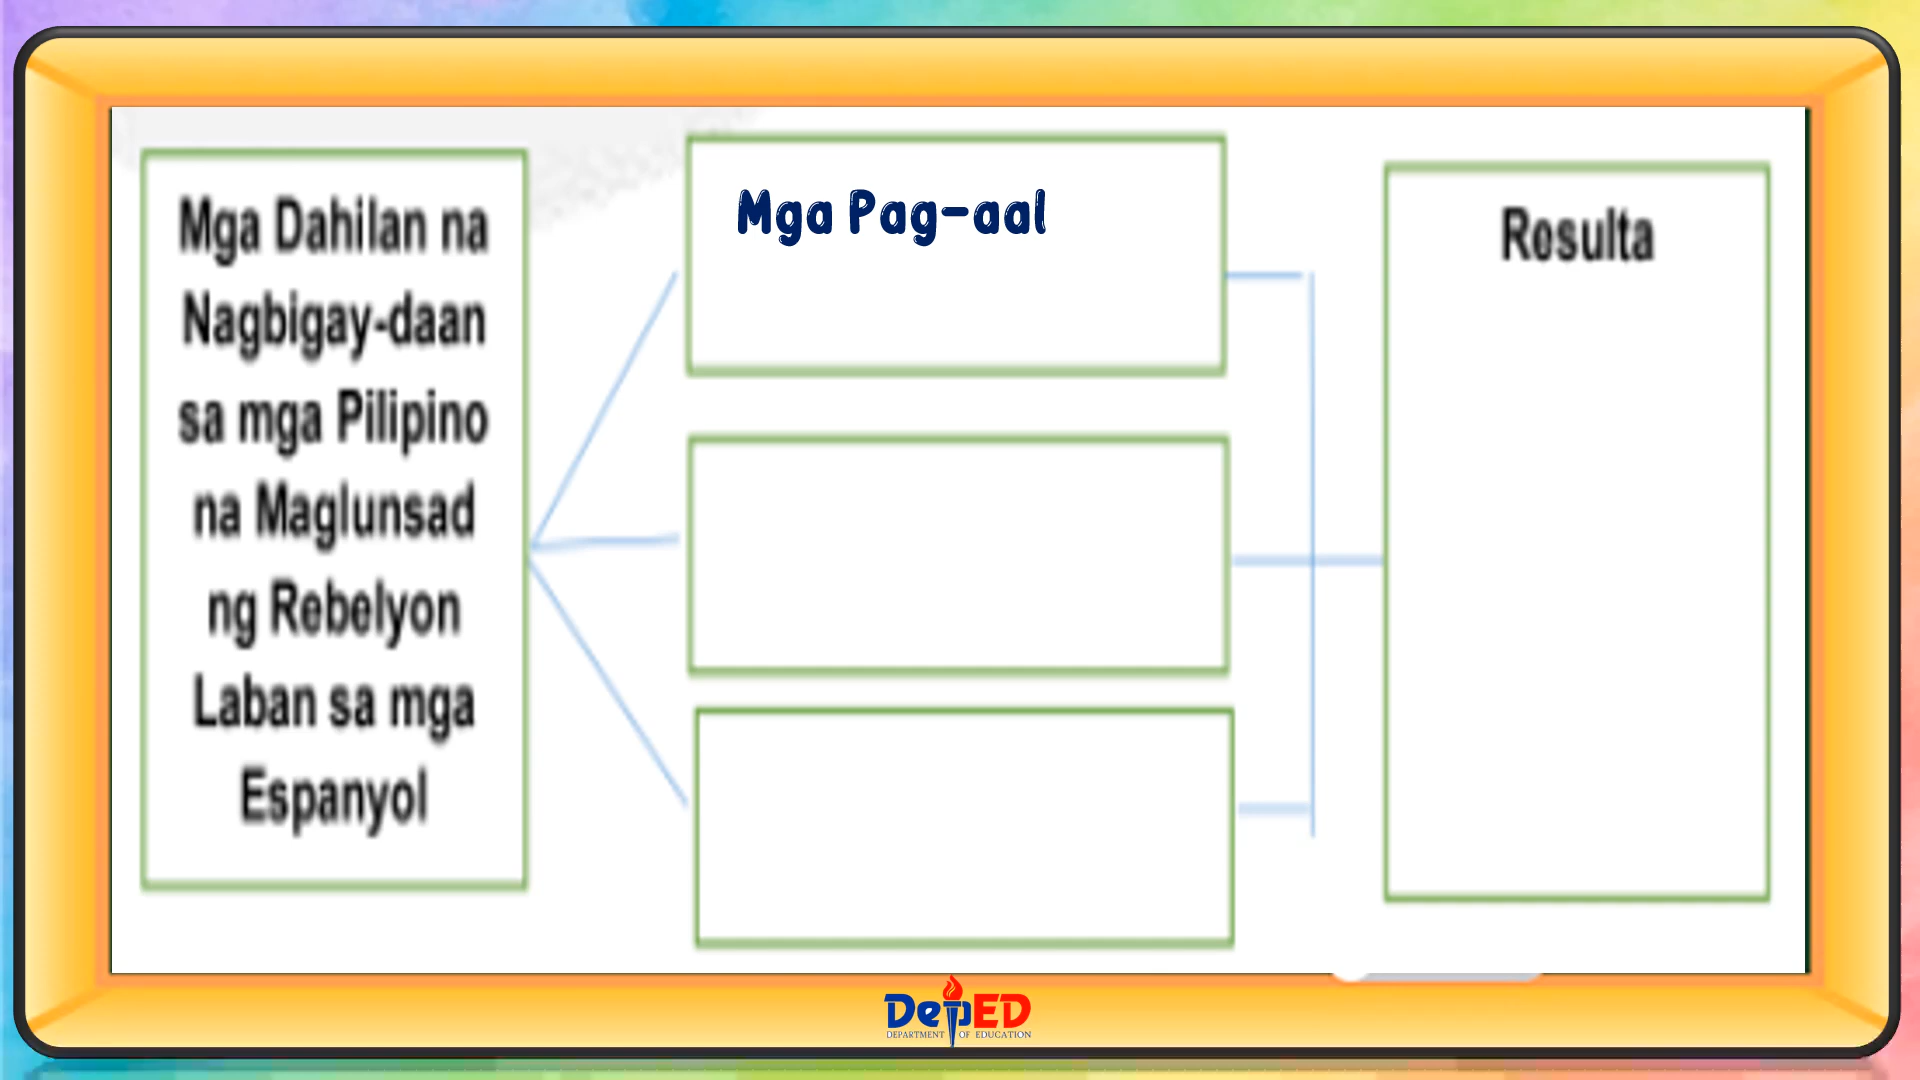 Mga Dahilan na
Nagbigay-daan
sa mga Pilipino
na Maglunsad
ng Rebelyon
Laban sa mga
Espanyol
Mga Pag-aal
Resulta
DepED
DEPARTMENT OF EDUCATION